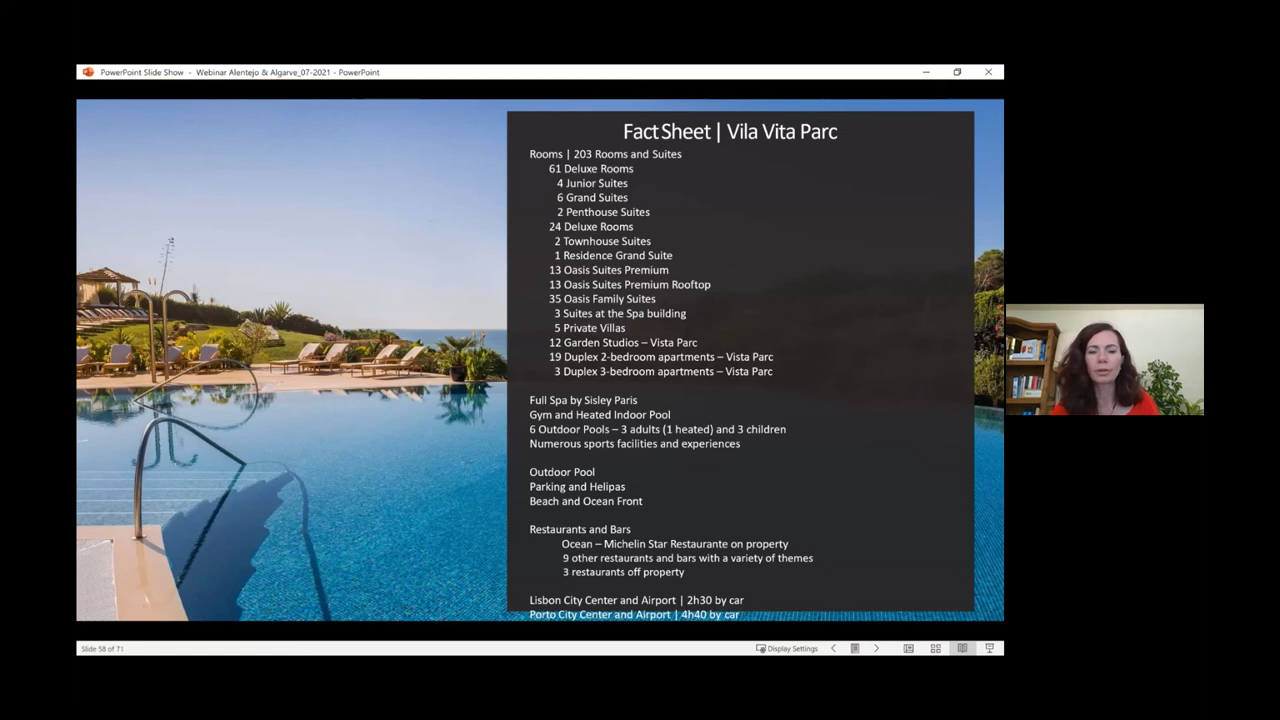 PowerPoint Slide Show - Webinar Alentejo & Algarve_07-2021 - PowerPoint
Fact Sheet | Vila Vita Parc
Rooms | 203 Rooms and Suites
61 Deluxe Rooms
4 Junior Suites
6 Grand Suites
2 Penthouse Suites
24 Deluxe Rooms
2 Townhouse Suites
1 Residence Grand Suite
13 Oasis Suites Premium
13 Oasis Suites Premium Rooftop
35 Oasis Family Suites
3 Suites at the Spa building
5 Private Villas
12 Garden Studios – Vista Parc
19 Duplex 2-bedroom apartments – Vista Parc
3 Duplex 3-bedroom apartments – Vista Parc
Full Spa by Sisley Paris
Gym and Heated Indoor Pool
6 Outdoor Pools – 3 adults (1 heated) and 3 children
Numerous sports facilities and experiences
Outdoor Pool
Parking and Helipas
Beach and Ocean Front
Restaurants and Bars
Ocean – Michelin Star Restaurante on property
9 other restaurants and bars with a variety of themes
3 restaurants off property
Lisbon City Center and Airport | 2h30 by car
Porto City Center and Airport | 4h40 by car
Slide 58 of 71
Display Settings